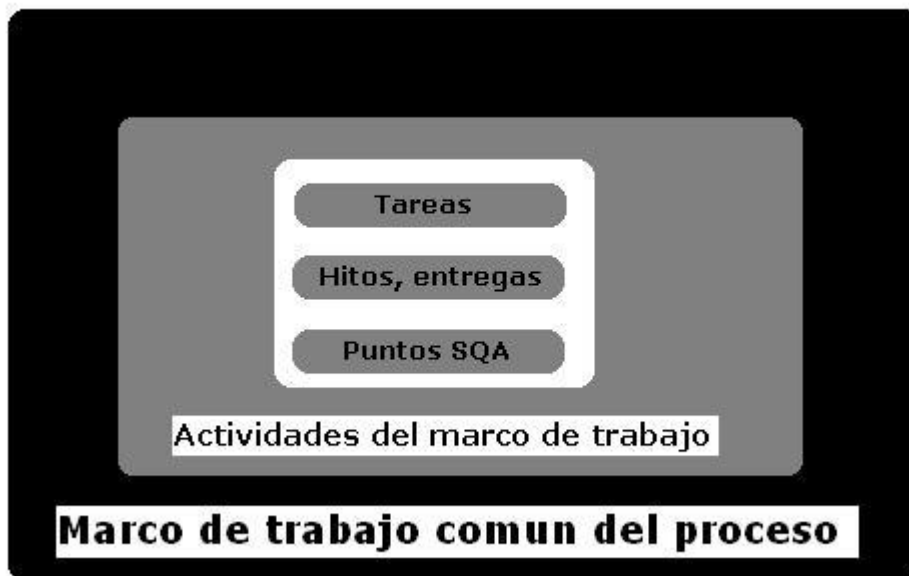 Tareas
Hitos, entregas
Puntos SQA
Actividades del marco de trabajo
Marco de trabajo comun del proceso